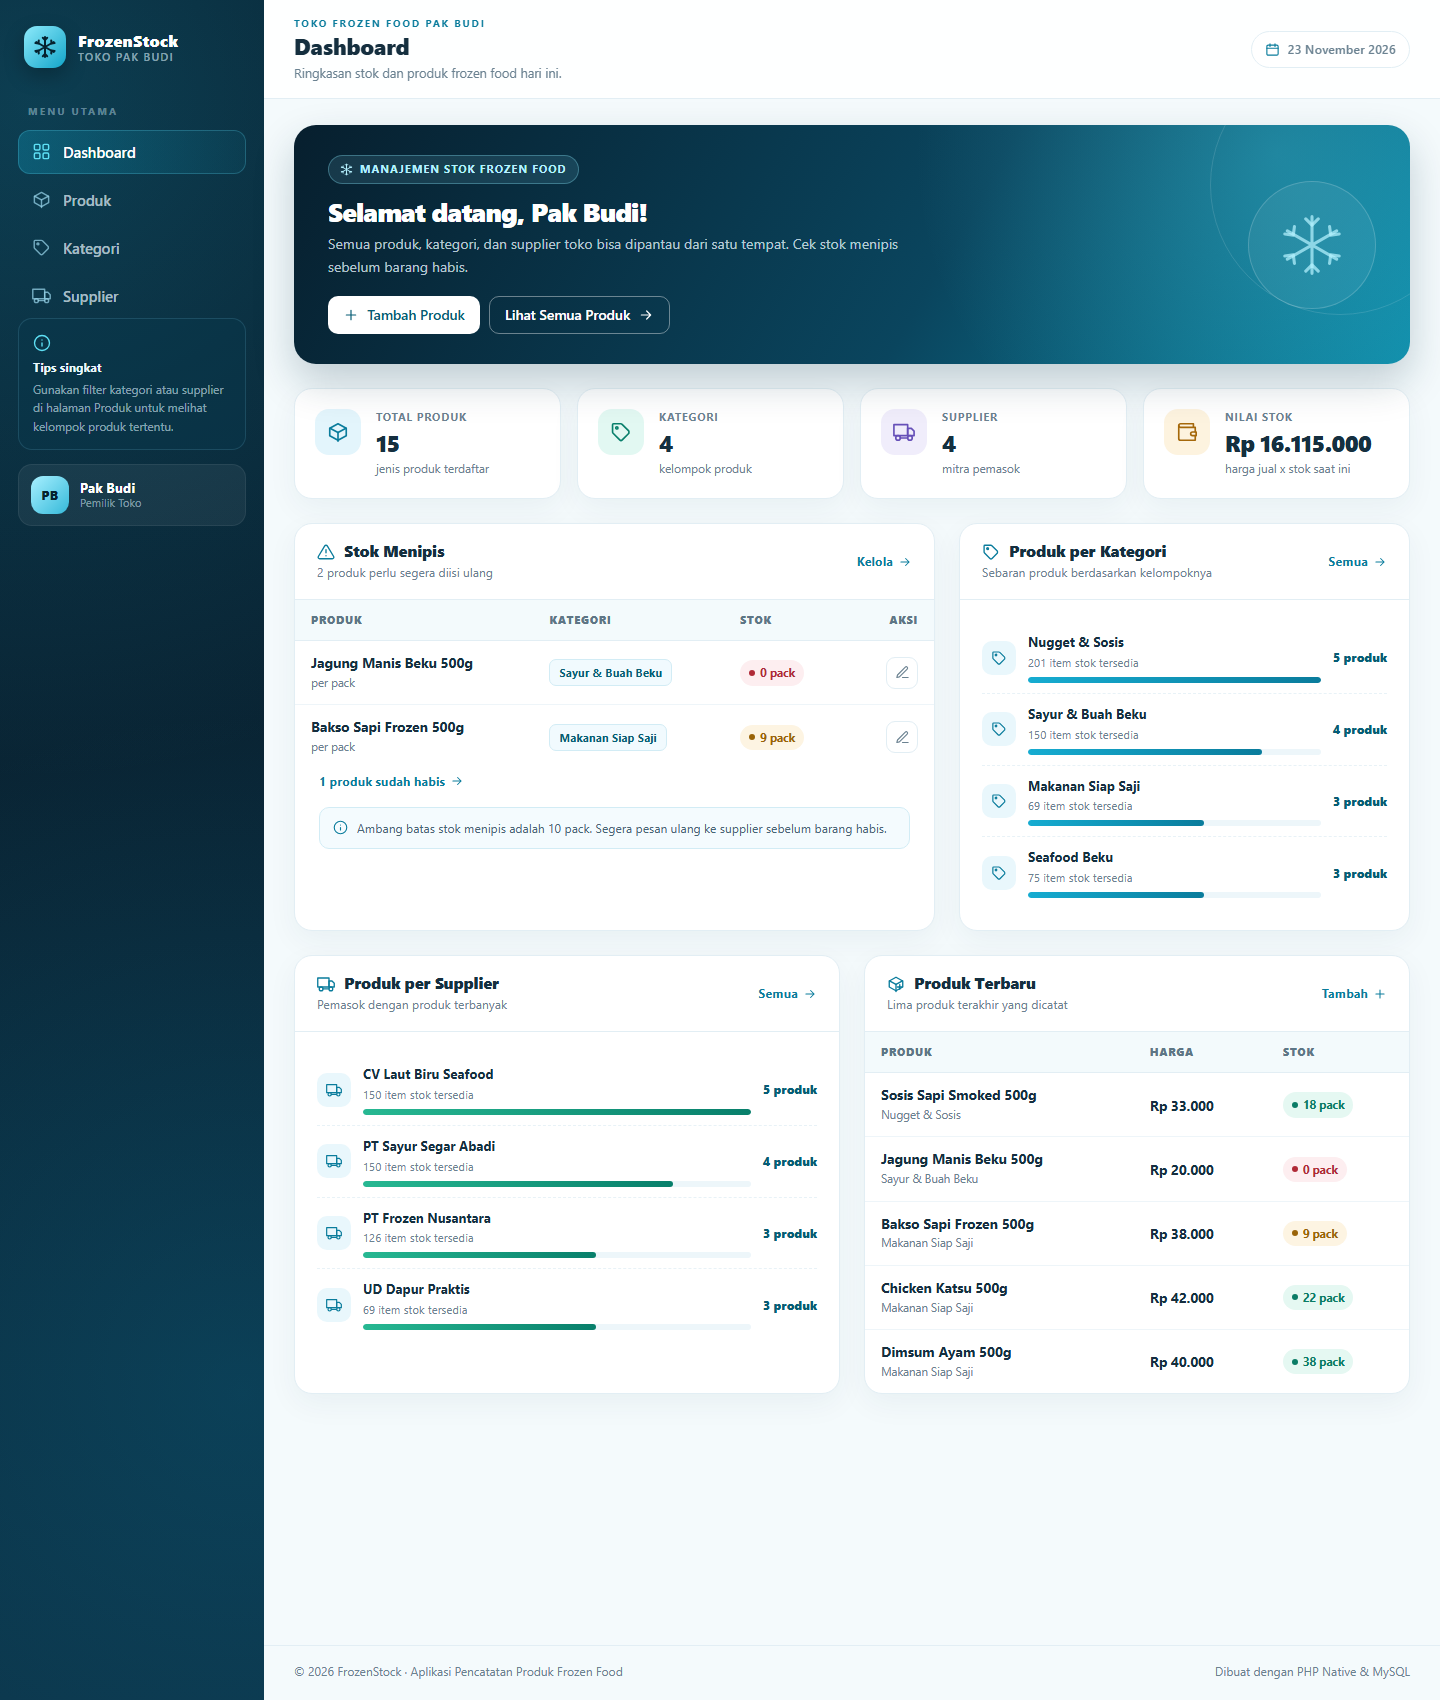 FrozenStock
TOKO PAK BUDI
MENU UTAMA
Dashboard
Produk
Kategori
Supplier
Tips singkat
Gunakan filter kategori atau supplier
di halaman Produk untuk melihat
kelompok produk tertentu.
PB
Pak Budi
Pemilik Toko
TOKO FROZEN FOOD PAK BUDI
Dashboard
Ringkasan stok dan produk frozen food hari ini.
23 November 2026
MANAJEMEN STOK FROZEN FOOD
Selamat datang, Pak Budi!
Semua produk, kategori, dan supplier toko bisa dipantau dari satu tempat. Cek stok menipis
sebelum barang habis.
+ Tambah Produk
Lihat Semua Produk →
TOTAL PRODUK
15
jenis produk terdaftar
KATEGORI
4
kelompok produk
SUPPLIER
4
mitra pemasok
NILAI STOK
Rp 16.115.000
harga jual x stok saat ini
Stok Menipis
2 produk perlu segera diisi ulang
Kelola →
PRODUK KATEGORI STOK AKSI
Jagung Manis Beku 500g
per pack
Sayur & Buah Beku
0 pack
Bakso Sapi Frozen 500g
per pack
Makanan Siap Saji
9 pack
1 produk sudah habis →
Ambang batas stok menipis adalah 10 pack. Segera pesan ulang ke supplier sebelum barang habis.
Produk per Kategori
Sebaran produk berdasarkan kelompoknya
Semua →
Nugget & Sosis
201 item stok tersedia
5 produk
Sayur & Buah Beku
150 item stok tersedia
4 produk
Makanan Siap Saji
69 item stok tersedia
3 produk
Seafood Beku
75 item stok tersedia
3 produk
Produk per Supplier
Pemasok dengan produk terbanyak
Semua →
CV Laut Biru Seafood
150 item stok tersedia
5 produk
PT Sayur Segar Abadi
150 item stok tersedia
4 produk
PT Frozen Nusantara
126 item stok tersedia
3 produk
UD Dapur Praktis
69 item stok tersedia
3 produk
Produk Terbaru
Lima produk terakhir yang dicatat
Tambah +
PRODUK HARGA STOK
Sosis Sapi Smoked 500g
Nugget & Sosis
Rp 33.000
18 pack
Jagung Manis Beku 500g
Sayur & Buah Beku
Rp 20.000
0 pack
Bakso Sapi Frozen 500g
Makanan Siap Saji
Rp 38.000
9 pack
Chicken Katsu 500g
Makanan Siap Saji
Rp 42.000
22 pack
Dimsum Ayam 500g
Makanan Siap Saji
Rp 40.000
38 pack
© 2026 FrozenStock · Aplikasi Pencatatan Produk Frozen Food
Dibuat dengan PHP Native & MySQL